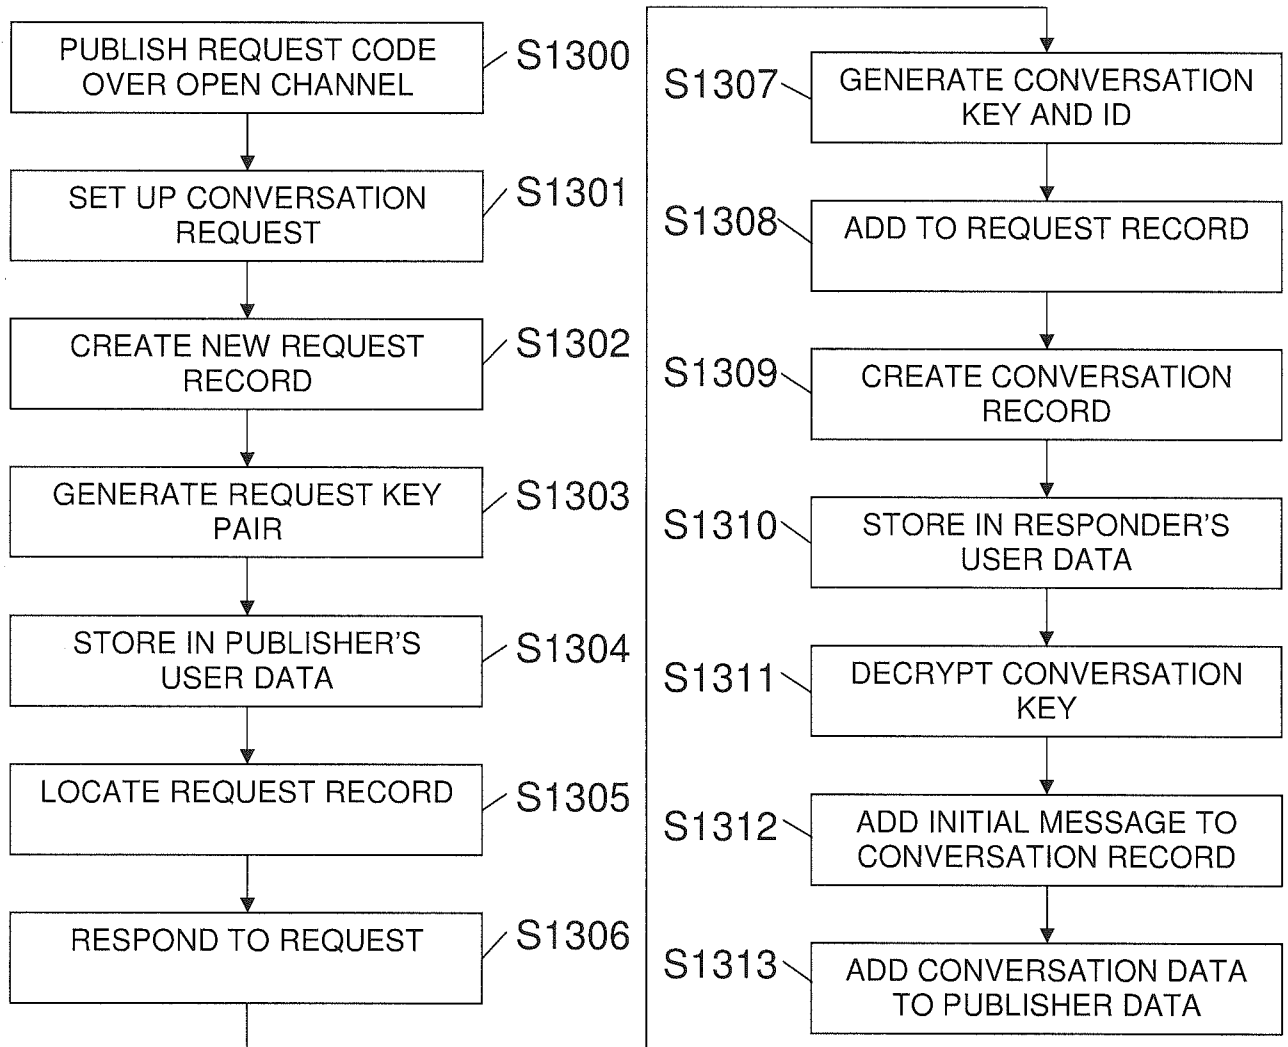 PUBLISH REQUEST CODE
OVER OPEN CHANNEL
S1300
SET UP CONVERSATION
REQUEST
S1301
CREATE NEW REQUEST
RECORD
S1302
GENERATE REQUEST KEY
PAIR
S1303
STORE IN PUBLISHER'S
USER DATA
S1304
LOCATE REQUEST RECORD
S1305
RESPOND TO REQUEST
S1306
S1307
GENERATE CONVERSATION
KEY AND ID
S1308
ADD TO REQUEST RECORD
S1309
CREATE CONVERSATION
RECORD
S1310
STORE IN RESPONDER'S
USER DATA
S1311
DECRYPT CONVERSATION
KEY
S1312
ADD INITIAL MESSAGE TO
CONVERSATION RECORD
S1313
ADD CONVERSATION DATA
TO PUBLISHER DATA